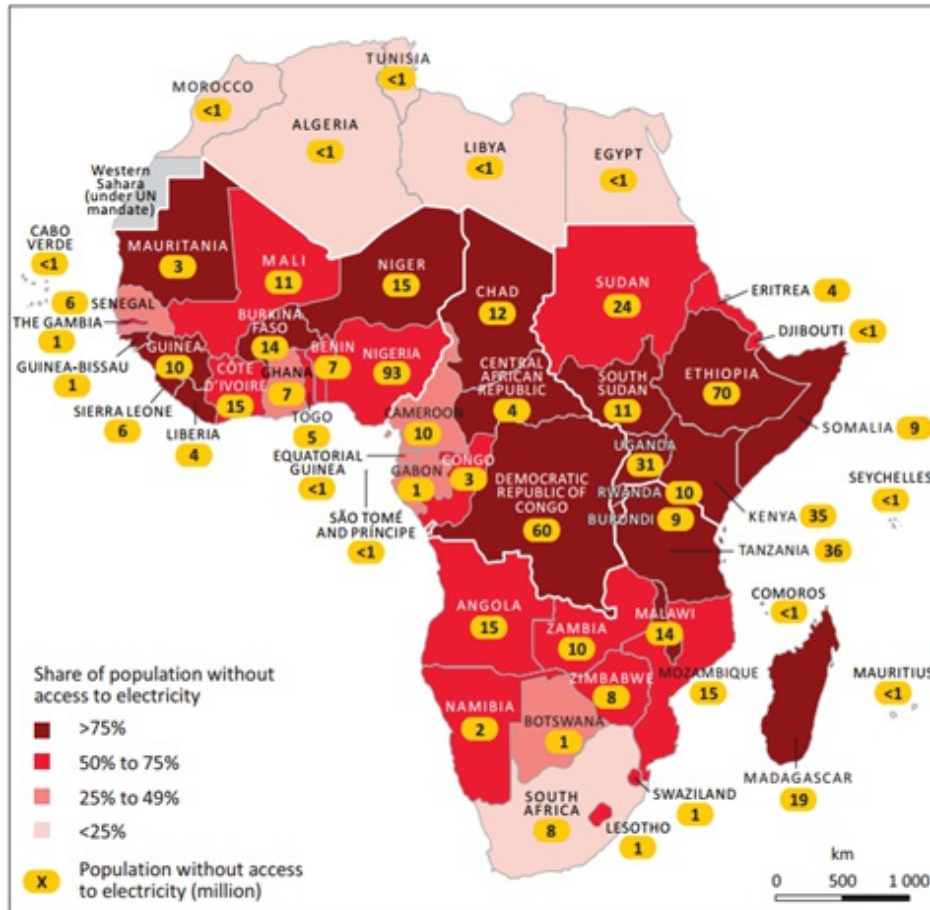 TUNISIA
<1
MOROCCO
<1
ALGERIA
<1
LIBYA
<1
EGYPT
<1
Western
Sahara
(under UN
mandate)
CABO
VERDE
<1
MAURITANIA
3
MALI
11
NIGER
15
CHAD
12
SUDAN
24
ERITREA 4
DJIBOUTI <1
6 SENEGAL
THE GAMBIA
1
GUINEA-BISSAU
1
GUINEA
10
SIERRA LEONE
6
LIBERIA
4
CÔTE
D'IVOIRE
15
BURKINA
FASO
14
GHANA
7
TOGO
5
BENIN
7
NIGERIA
93
CAMEROON
10
EQUATORIAL
GUINEA
<1
SÃO TOMÉ
AND PRÍNCIPE
<1
GABON
1
CONGO
3
CENTRAL
AFRICAN
REPUBLIC
4
SOUTH
SUDAN
11
ETHIOPIA
70
SOMALIA 9
UGANDA
31
RWANDA 10
BURUNDI 9
KENYA 35
TANZANIA 36
SEYCHELLES
<1
DEMOCRATIC
REPUBLIC OF
CONGO
60
COMOROS
<1
ANGOLA
15
ZAMBIA
10
MALAWI
14
MOZAMBIQUE
15
ZIMBABWE
8
NAMIBIA
2
BOTSWANA
1
MAURITIUS
<1
MADAGASCAR
19
SOUTH
AFRICA
8
SWAZILAND
1
LESOTHO
1
Share of population without
access to electricity
>75%
50% to 75%
25% to 49%
<25%
X Population without access
to electricity (million)
km
0 500 1 000